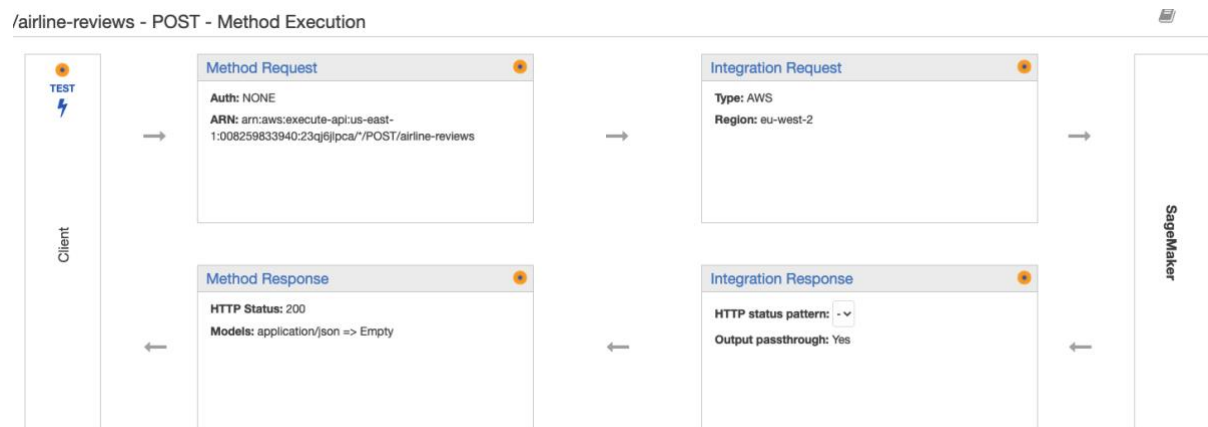 /airline-reviews - POST - Method Execution
TEST
Client
Method Request
Auth: NONE
ARN: arn:aws:execute-api:us-east-
1:008259833940:23qj6jlpca/*/POST/airline-reviews
Integration Request
Type: AWS
Region: eu-west-2
SageMaker
Method Response
HTTP Status: 200
Models: application/json => Empty
Integration Response
HTTP status pattern: -
Output passthrough: Yes